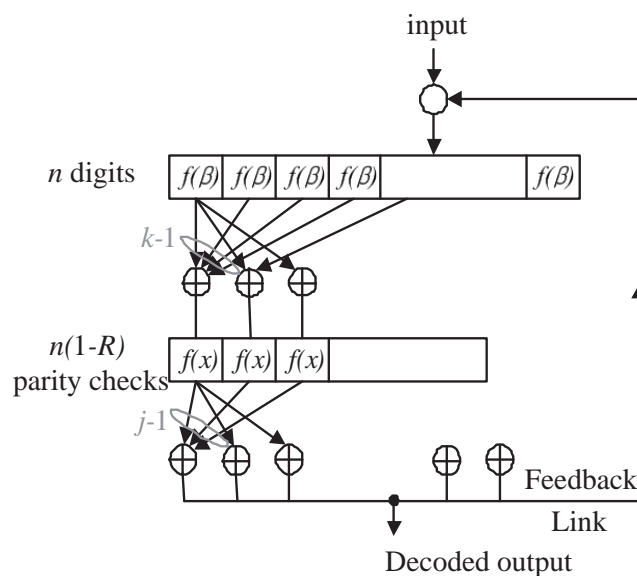 input
n digits
f(β) f(β) f(β) f(β) f(β)
k-1
n(1-R)
parity checks
f(x) f(x) f(x)
j-1
Feedback
Link
Decoded output